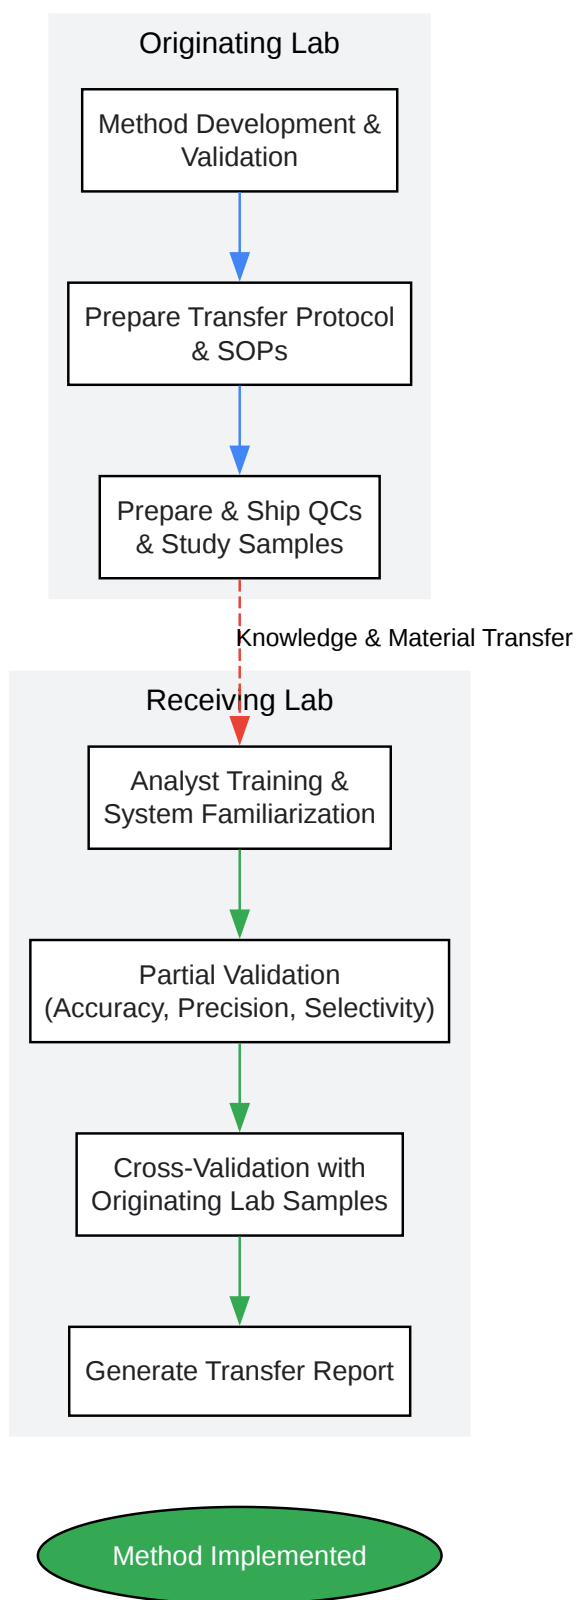 Originating Lab
Method Development &
Validation
Prepare Transfer Protocol
& SOPs
Prepare & Ship QCs
& Study Samples
Knowledge & Material Transfer
Receiving Lab
Analyst Training &
System Familiarization
Partial Validation
(Accuracy, Precision, Selectivity)
Cross-Validation with
Originating Lab Samples
Generate Transfer Report
Method Implemented